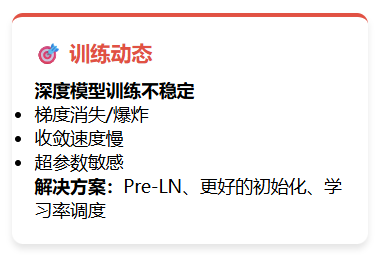 训练动态
深度模型训练不稳定
梯度消失/爆炸
收敛速度慢
超参数敏感
解决方案：Pre-LN、更好的初始化、学
习率调度